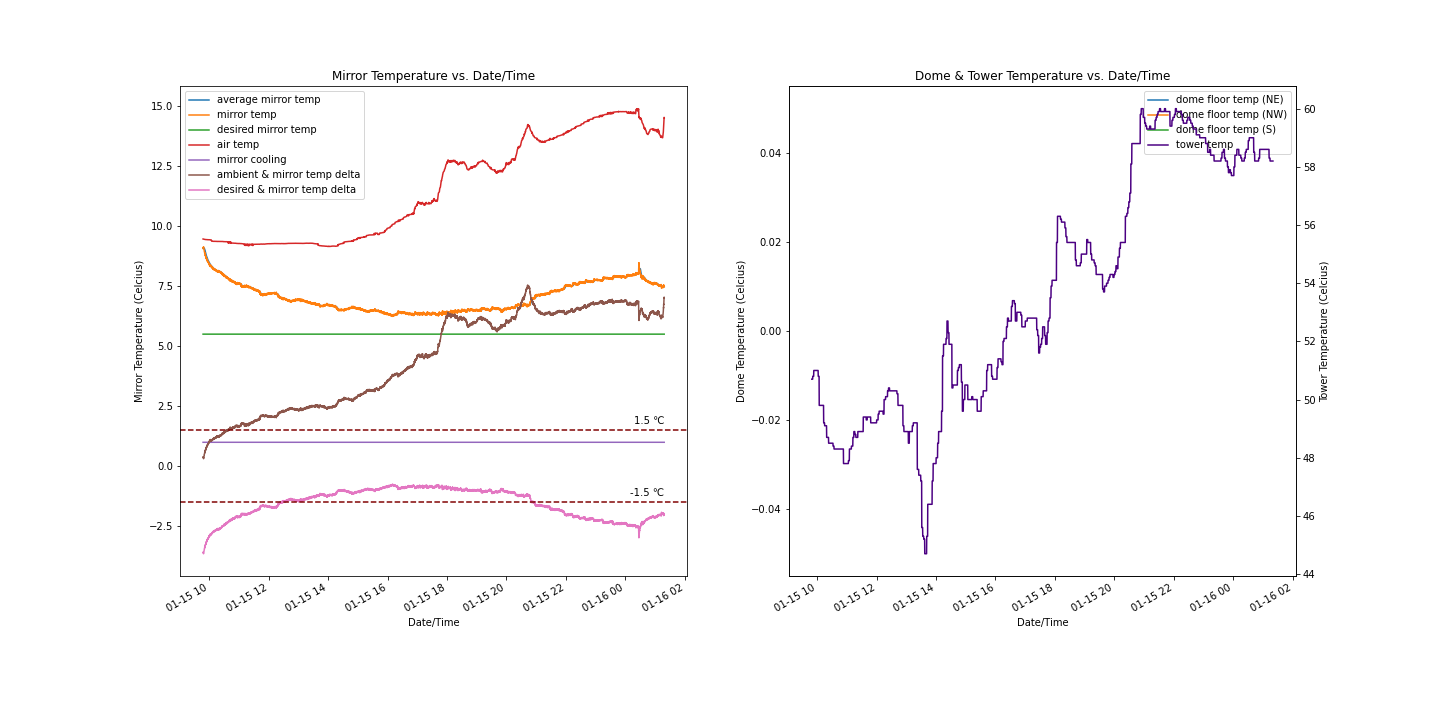 Mirror Temperature vs. Date/Time
average mirror temp
mirror temp
desired mirror temp
air temp
mirror cooling
ambient & mirror temp delta
desired & mirror temp delta
15.0
12.5
10.0
7.5
5.0
2.5
0.0
−2.5
Mirror Temperature (Celcius)
1.5 °C
-1.5 °C
01-15 10
01-15 12
01-15 14
01-15 16
01-15 18
01-15 20
01-15 22
01-16 00
01-16 02
Date/Time
Dome & Tower Temperature vs. Date/Time
dome floor temp (NE)
dome floor temp (NW)
dome floor temp (S)
tower temp
0.04
0.02
0.00
−0.02
−0.04
Dome Temperature (Celcius)
60
58
56
54
52
50
48
46
44
Tower Temperature (Celcius)
01-15 10
01-15 12
01-15 14
01-15 16
01-15 18
01-15 20
01-15 22
01-16 00
01-16 02
Date/Time